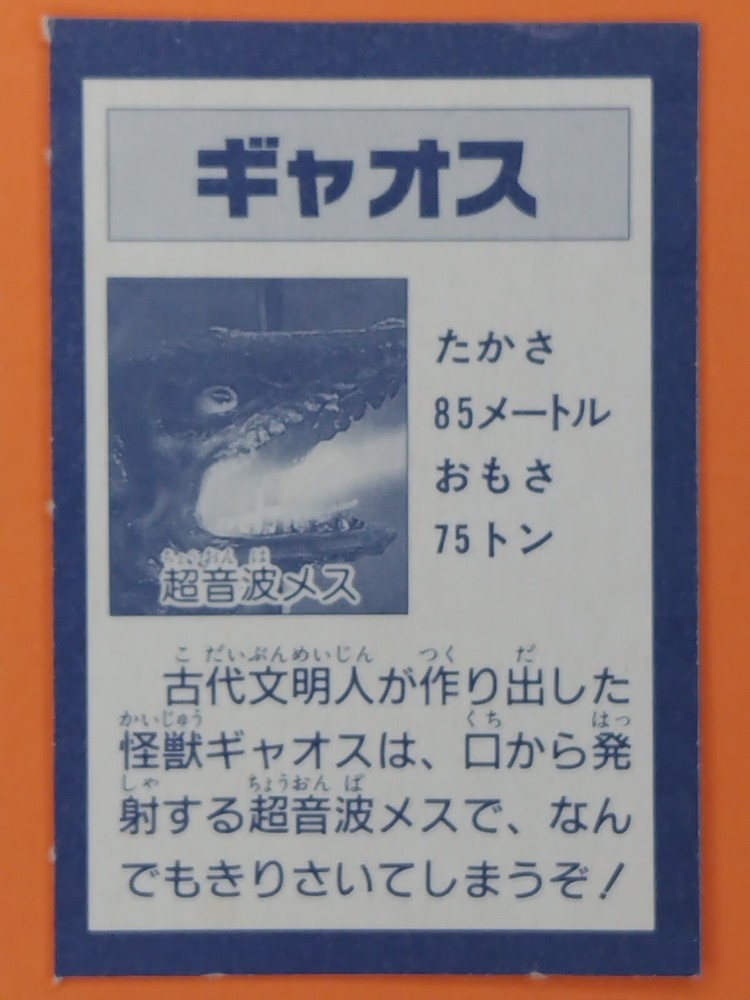 ギャオス
たかさ
85メートル
おもさ
75トン
ちょうおん は
超音波メス
こ だいぶんめいじん つく だ
古代文明人が作り出した
かいじゅう くち はっ
怪獣ギャオスは、口から発
しゃ ちょうおん ぱ
射する超音波メスで、なん
でもきりさいてしまうぞ!